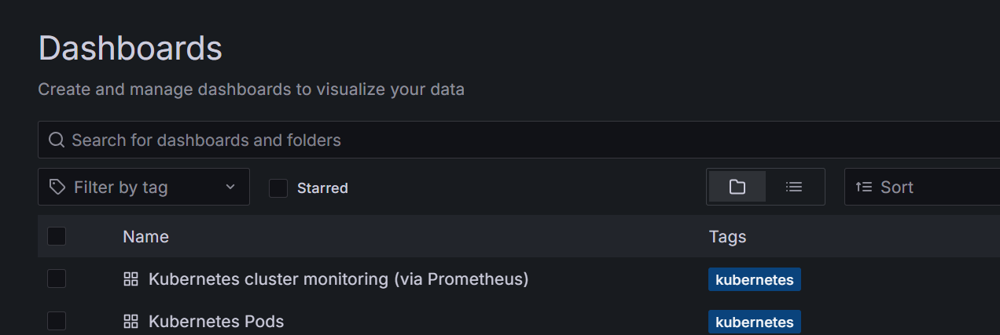 Dashboards
Create and manage dashboards to visualize your data
Search for dashboards and folders
Filter by tag Starred Sort
Name Tags
Kubernetes cluster monitoring (via Prometheus) kubernetes
Kubernetes Pods kubernetes